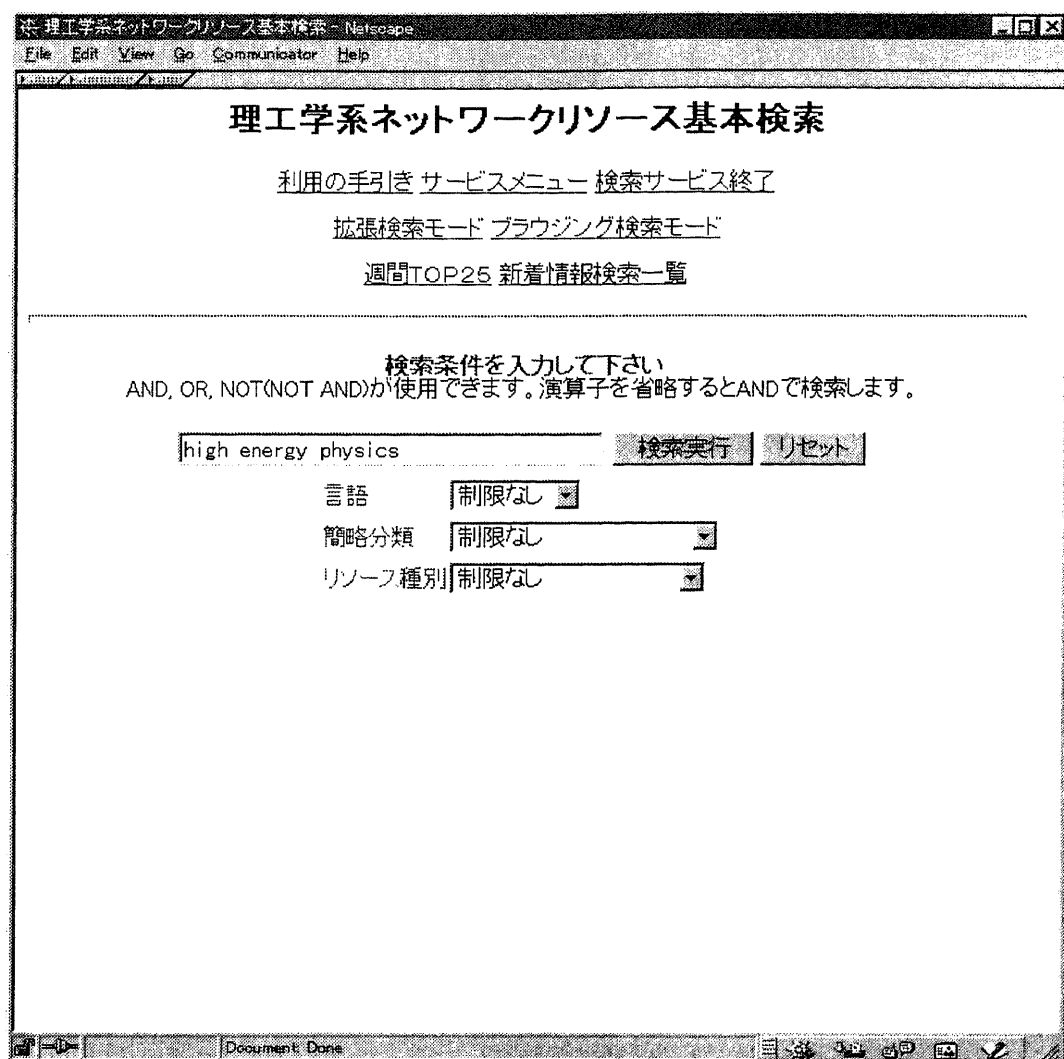 理工学系ネットワークリソース基本検索 - Netscape
File Edit View Go Communicator Help
理工学系ネットワークリソース基本検索
利用の手引き サービスメニュー 検索サービス終了
拡張検索モード ブラウジング検索モード
週間TOP25 新着情報検索一覧
検索条件を入力して下さい
AND, OR, NOT(NOT AND)が使用できます。演算子を省略するとANDで検索します。
high energy physics 検索実行 リセット
言語 制限なし
簡略分類 制限なし
リソース種別 制限なし
Document: Done